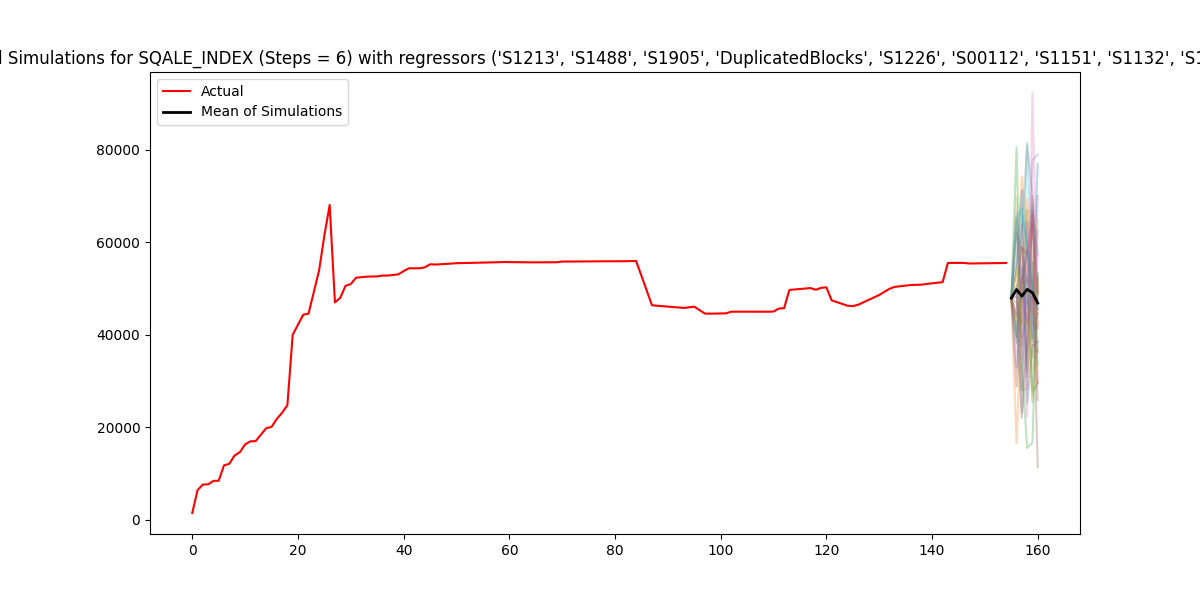 Simulations for SQALE_INDEX (Steps = 6) with regressors ('S1213', 'S1488', 'S1905', 'DuplicatedBlocks', 'S1226', 'S00112', 'S1151', 'S1132',
Actual
Mean of Simulations
80000
60000
40000
20000
0
0 20 40 60 80 100 120 140 160